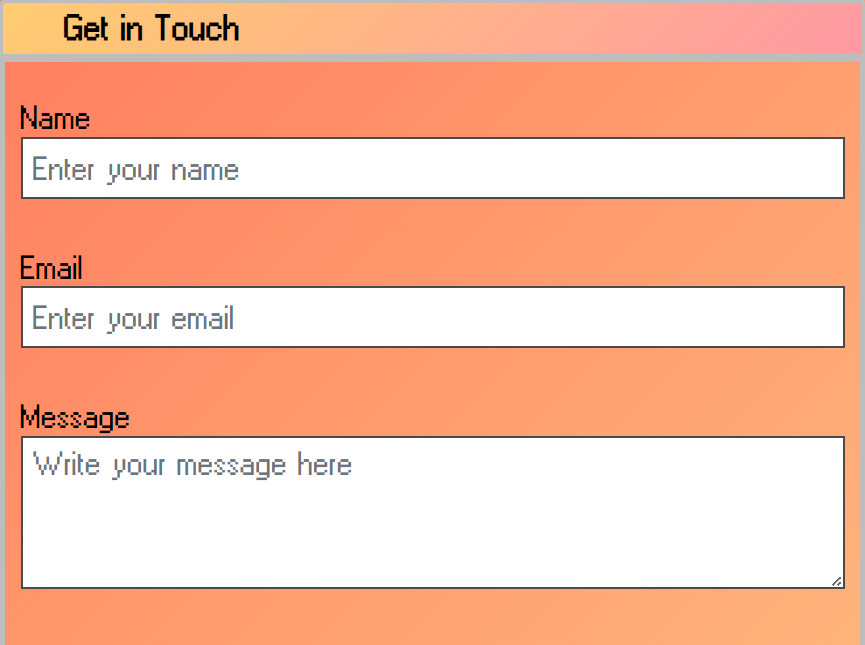 Get in Touch
Name
Enter your name
Email
Enter your email
Message
Write your message here